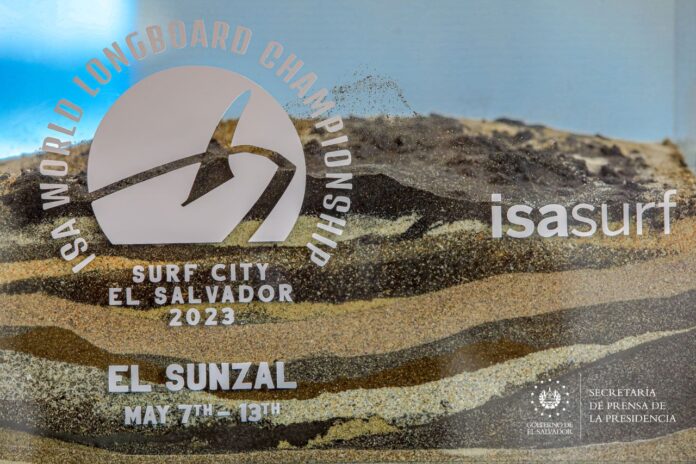 ISA WORLD LONGBOARD CHAMPIONSHIP
isasurf
SURF CITY
EL SALVADOR
2023
EL SUNZAL
MAY 7TH - 13TH
GOBIERNO DE
EL SALVADOR
SECRETARÍA
DE PRENSA DE
LA PRESIDENCIA